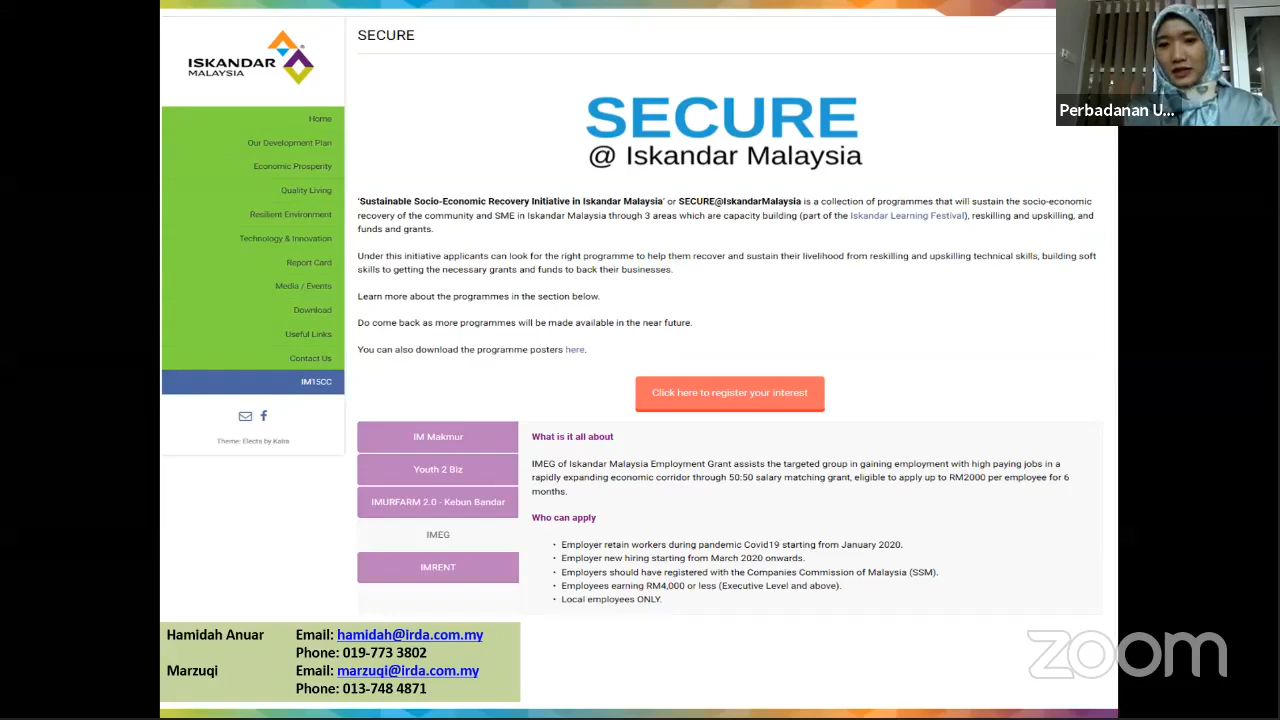 SECURE
ISKANDAR
MALAYSIA
Perbadanan U...
Home
Our Development Plan
Economic Prosperity
Quality Living
Resilient Environment
Technology & Innovation
Report Card
Media / Events
Download
Useful Links
Contact Us
IM15CC
Theme: Electa by Kaira
SECURE
@ Iskandar Malaysia
'Sustainable Socio-Economic Recovery Initiative in Iskandar Malaysia' or SECURE@IskandarMalaysia is a collection of programmes that will sustain the socio-economic
recovery of the community and SME in Iskandar Malaysia through 3 areas which are capacity building (part of the Iskandar Learning Festival), reskilling and upskilling, and
funds and grants.
Under this initiative applicants can look for the right programme to help them recover and sustain their livelihood from reskilling and upskilling technical skills, building soft
skills to getting the necessary grants and funds to back their businesses.
Learn more about the programmes in the section below.
Do come back as more programmes will be made available in the near future.
You can also download the programme posters here.
Click here to register your interest
IM Makmur
Youth 2 Biz
IMURFARM 2.0 - Kebun Bandar
IMEG
IMRENT
What is it all about
IMEG of Iskandar Malaysia Employment Grant assists the targeted group in gaining employment with high paying jobs in a
rapidly expanding economic corridor through 50:50 salary matching grant, eligible to apply up to RM2000 per employee for 6
months.
Who can apply
• Employer retain workers during pandemic Covid19 starting from January 2020.
• Employer new hiring starting from March 2020 onwards.
• Employers should have registered with the Companies Commission of Malaysia (SSM).
• Employees earning RM4,000 or less (Executive Level and above).
• Local employees ONLY.
Hamidah Anuar Email: hamidah@irda.com.my
Phone: 019-773 3802
Marzuqi Email: marzuqi@irda.com.my
Phone: 013-748 4871
zoom